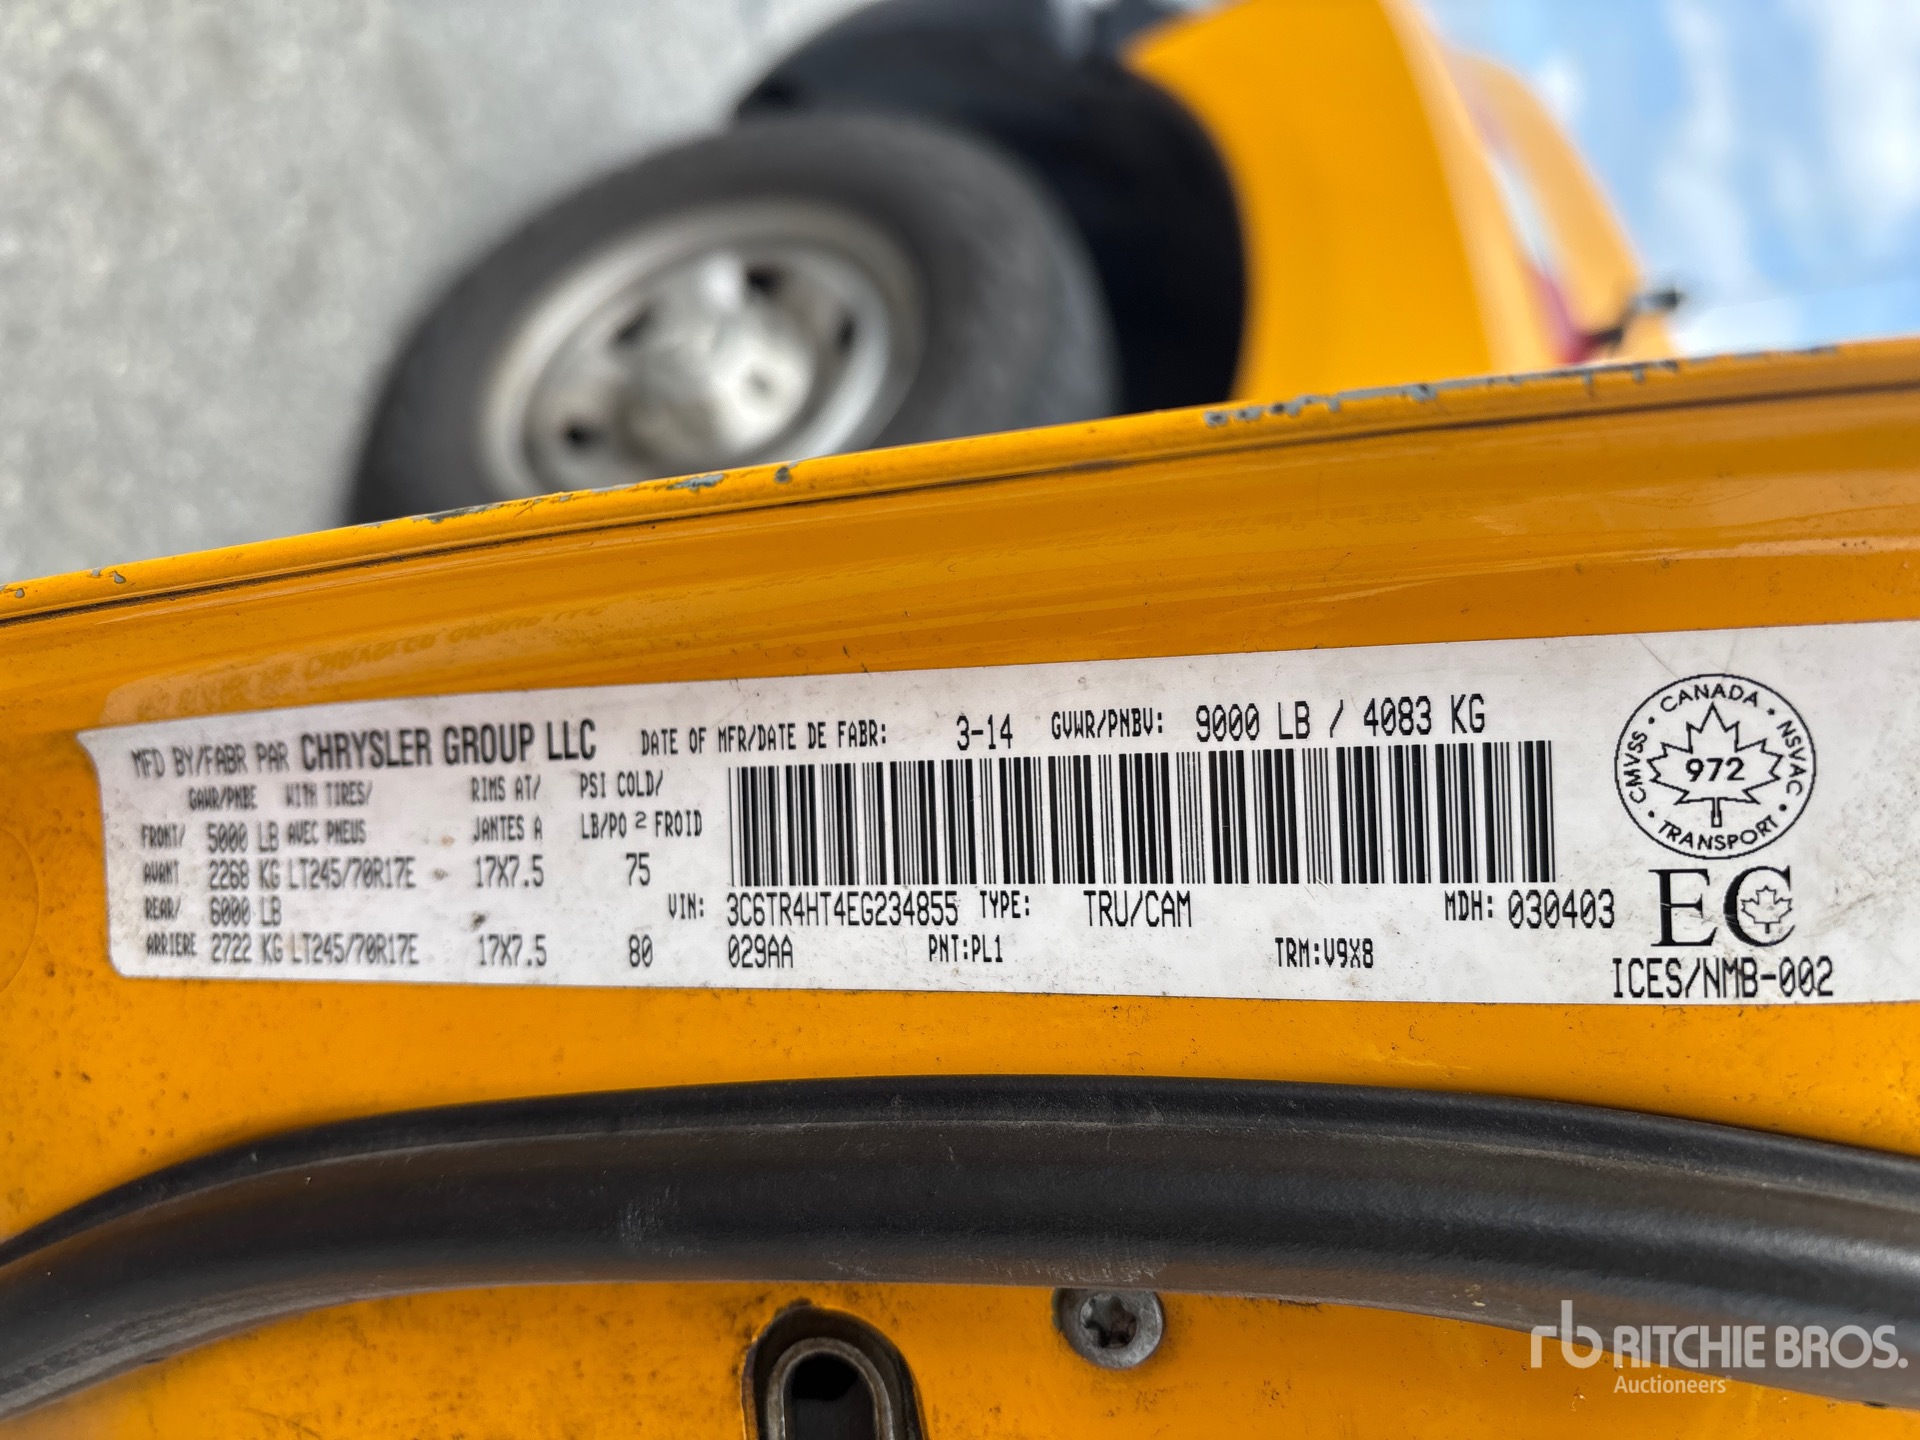 MFD BY/FABR PAR CHRYSLER GROUP LLC DATE OF MFR/DATE DE FABR: 3-14 GVWR/PNBV: 9000 LB / 4083 KG
GAWR/PNBE WITH TIRES/ RIMS AT/ PSI COLD/
FRONT/ 5000 LB AVEC PNEUS JANTES A LB/PO 2 FROID
AVANT 2268 KG LT245/70R17E 17X7.5 75
REAR/ 6000 LB VIN: 3C6TR4HT4EG234855 TYPE: TRU/CAM MDH: 030403
ARRIERE 2722 KG LT245/70R17E 17X7.5 80 029AA PNT:PL1 TRM:V9X8
CANADA
CMVSS · NSVAC
972
TRANSPORT
EC
ICES/NMB-002
rb RITCHIE BROS.
Auctioneers